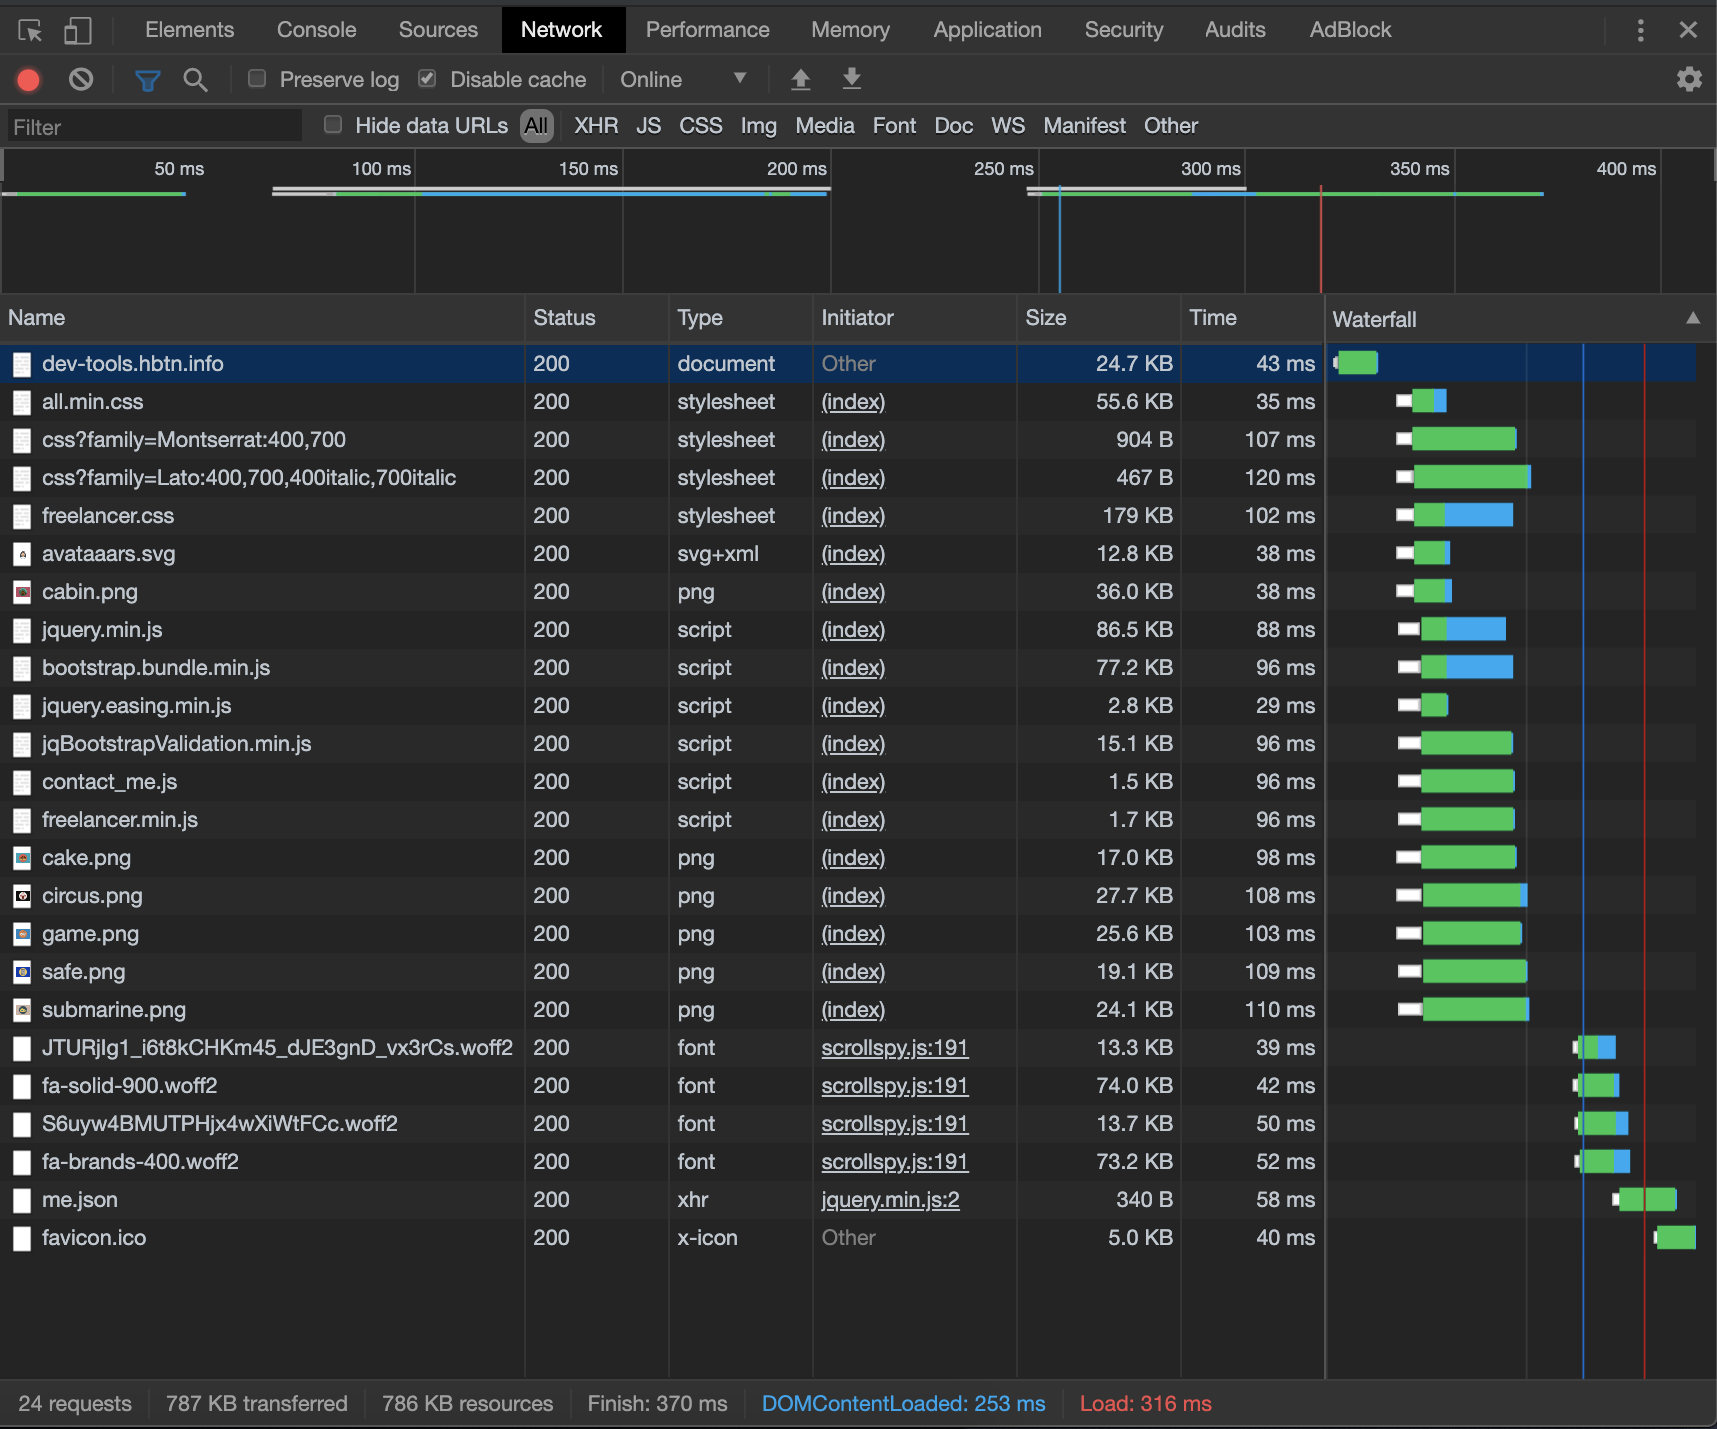 Elements Console Sources Network Performance Memory Application Security Audits AdBlock
Preserve log Disable cache Online
Filter Hide data URLs All XHR JS CSS Img Media Font Doc WS Manifest Other
50 ms 100 ms 150 ms 200 ms 250 ms 300 ms 350 ms 400 ms
Name Status Type Initiator Size Time Waterfall
dev-tools.hbtn.info 200 document Other 24.7 KB 43 ms
all.min.css 200 stylesheet (index) 55.6 KB 35 ms
css?family=Montserrat:400,700 200 stylesheet (index) 904 B 107 ms
css?family=Lato:400,700,400italic,700italic 200 stylesheet (index) 467 B 120 ms
freelancer.css 200 stylesheet (index) 179 KB 102 ms
avataaars.svg 200 svg+xml (index) 12.8 KB 38 ms
cabin.png 200 png (index) 36.0 KB 38 ms
jquery.min.js 200 script (index) 86.5 KB 88 ms
bootstrap.bundle.min.js 200 script (index) 77.2 KB 96 ms
jquery.easing.min.js 200 script (index) 2.8 KB 29 ms
jqBootstrapValidation.min.js 200 script (index) 15.1 KB 96 ms
contact_me.js 200 script (index) 1.5 KB 96 ms
freelancer.min.js 200 script (index) 1.7 KB 96 ms
cake.png 200 png (index) 17.0 KB 98 ms
circus.png 200 png (index) 27.7 KB 108 ms
game.png 200 png (index) 25.6 KB 103 ms
safe.png 200 png (index) 19.1 KB 109 ms
submarine.png 200 png (index) 24.1 KB 110 ms
JTURjIg1_i6t8kCHKm45_dJE3gnD_vx3rCs.woff2 200 font scrollspy.js:191 13.3 KB 39 ms
fa-solid-900.woff2 200 font scrollspy.js:191 74.0 KB 42 ms
S6uyw4BMUTPHjx4wXiWtFCc.woff2 200 font scrollspy.js:191 13.7 KB 50 ms
fa-brands-400.woff2 200 font scrollspy.js:191 73.2 KB 52 ms
me.json 200 xhr jquery.min.js:2 340 B 58 ms
favicon.ico 200 x-icon Other 5.0 KB 40 ms
24 requests 787 KB transferred 786 KB resources Finish: 370 ms DOMContentLoaded: 253 ms Load: 316 ms